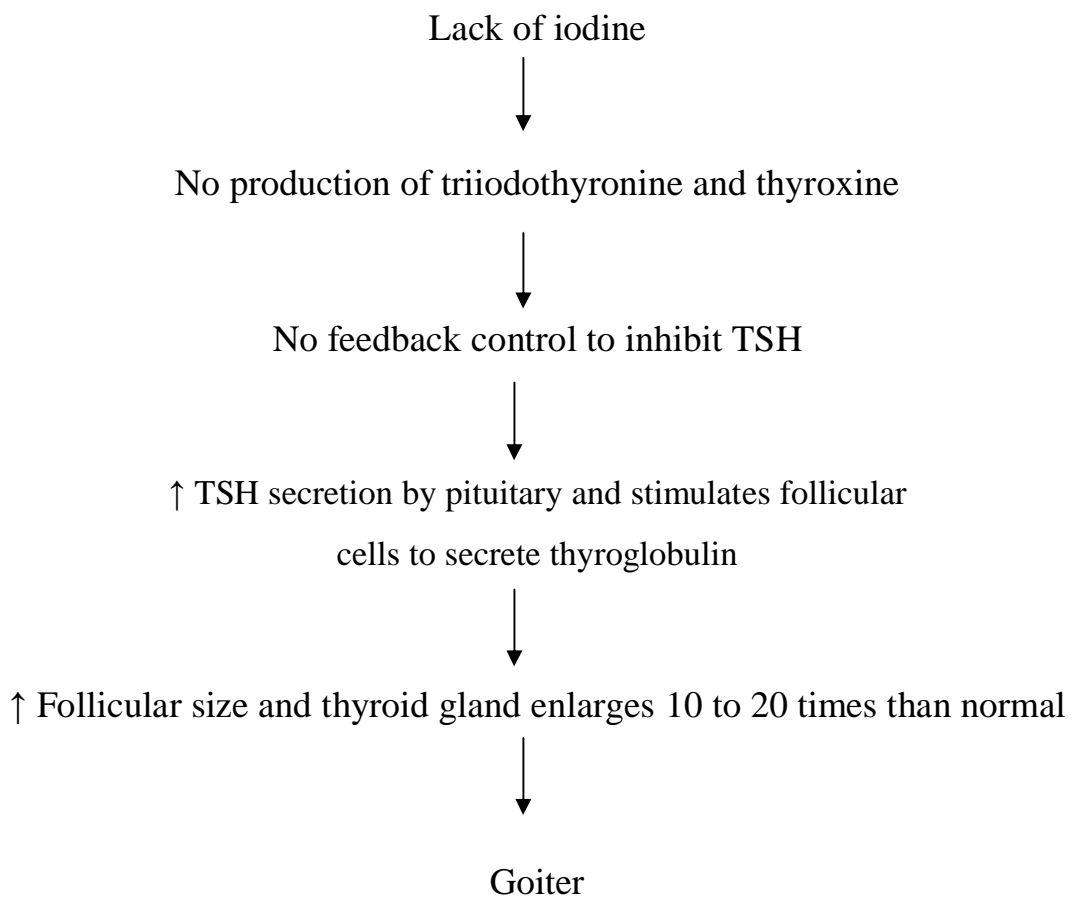 Lack of iodine
No production of triiodothyronine and thyroxine
No feedback control to inhibit TSH
↑ TSH secretion by pituitary and stimulates follicular
cells to secrete thyroglobulin
↑ Follicular size and thyroid gland enlarges 10 to 20 times than normal
Goiter